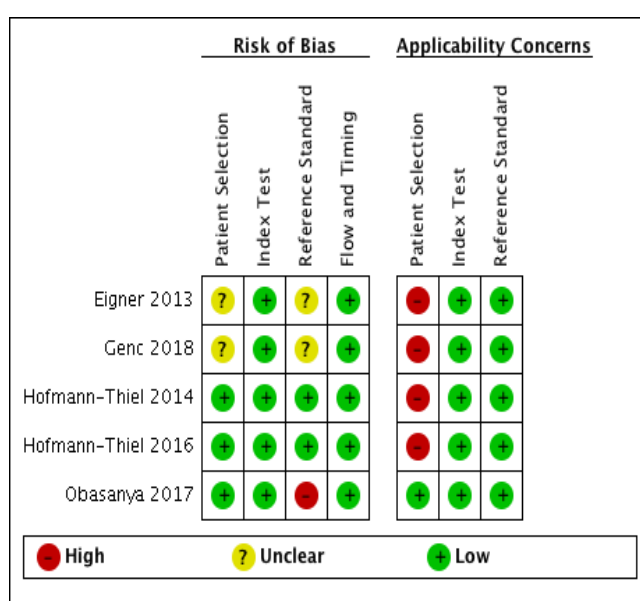 Risk of Bias Applicability Concerns
Patient Selection
Index Test
Reference Standard
Flow and Timing
Patient Selection
Index Test
Reference Standard
Eigner 2013 ? + ? + - + +
Genc 2018 ? + ? + - + +
Hofmann-Thiel 2014 + + + + - + +
Hofmann-Thiel 2016 + + + + - + +
Obasanya 2017 + + - + + + +
- High ? Unclear + Low